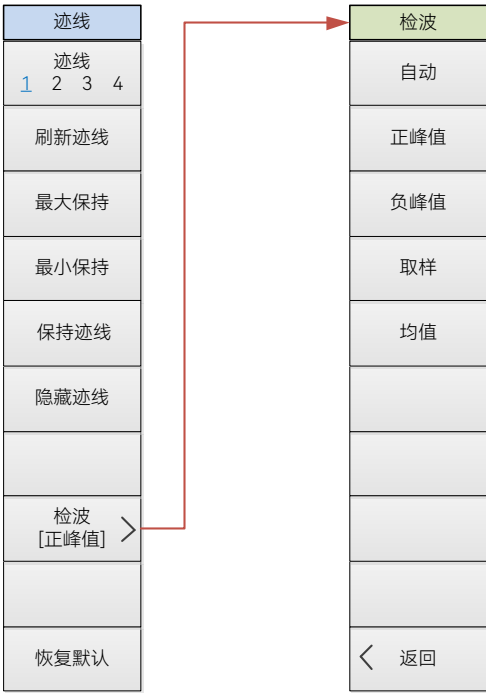 迹线
迹线
1 2 3 4
刷新迹线
最大保持
最小保持
保持迹线
隐藏迹线
检波
[正峰值]
恢复默认
检波
自动
正峰值
负峰值
取样
均值
返回